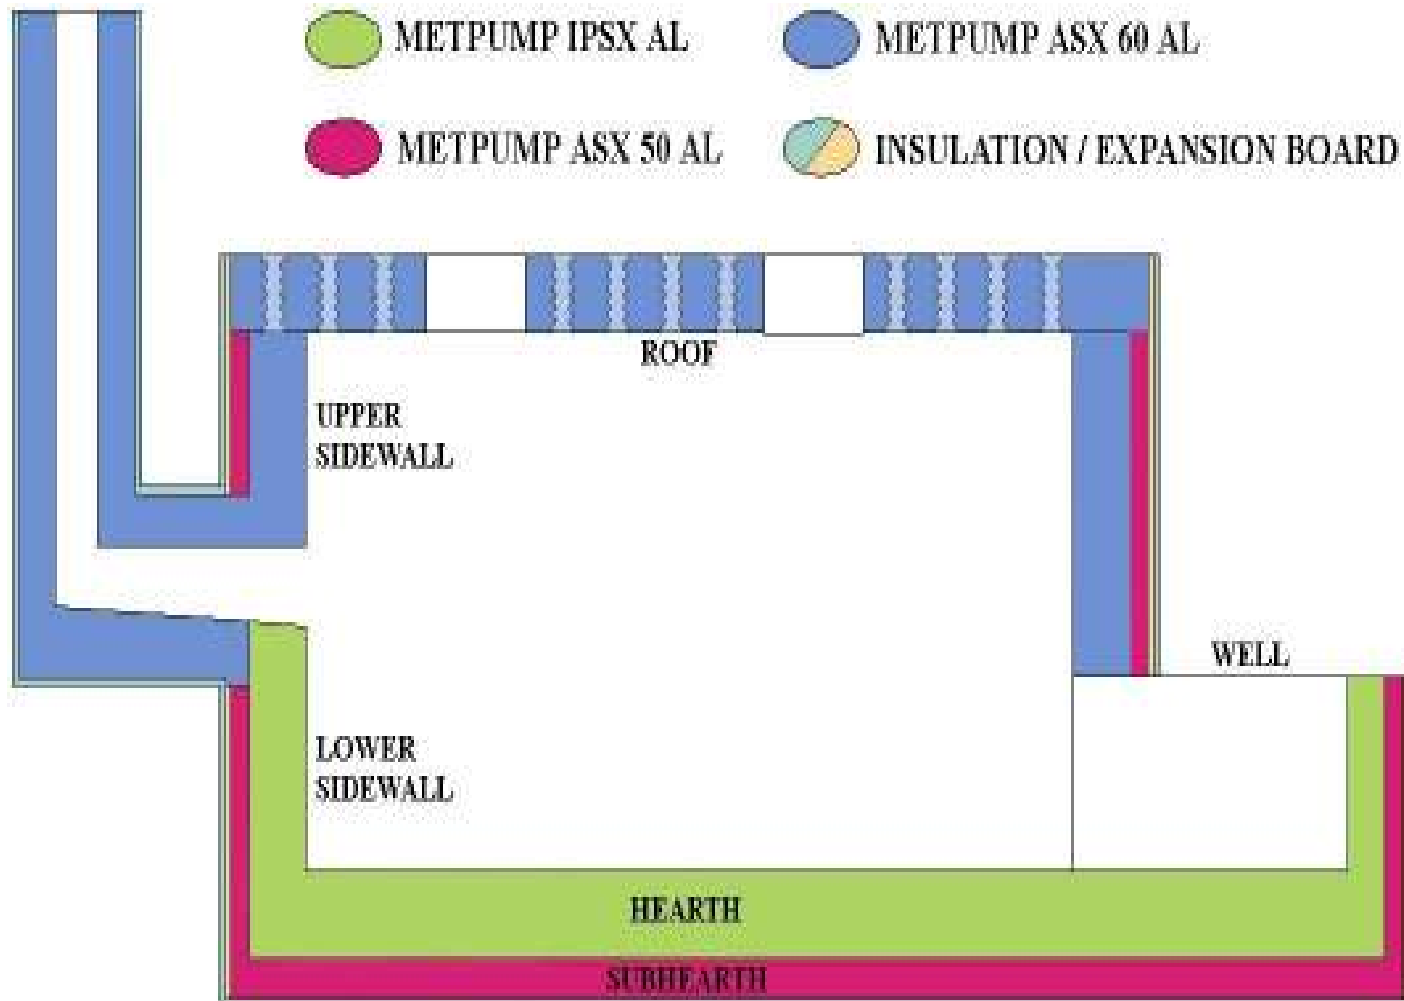 METPUMP IPSX AL
METPUMP ASX 60 AL
METPUMP ASX 50 AL
INSULATION / EXPANSION BOARD
ROOF
UPPER
SIDEWALL
WELL
LOWER
SIDEWALL
HEARTH
SUBHEARTH